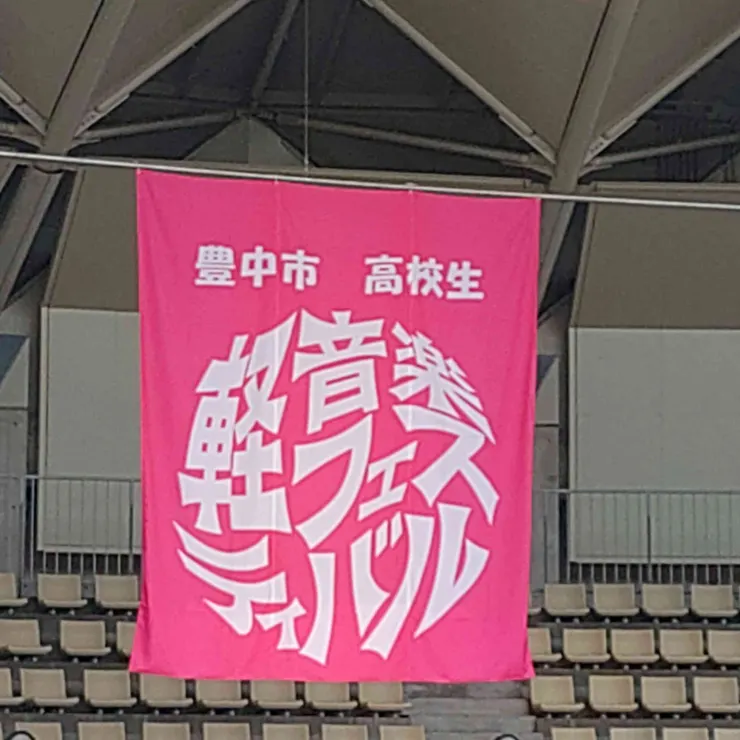 豊中市 高校生
軽音楽
フェス
ティバル